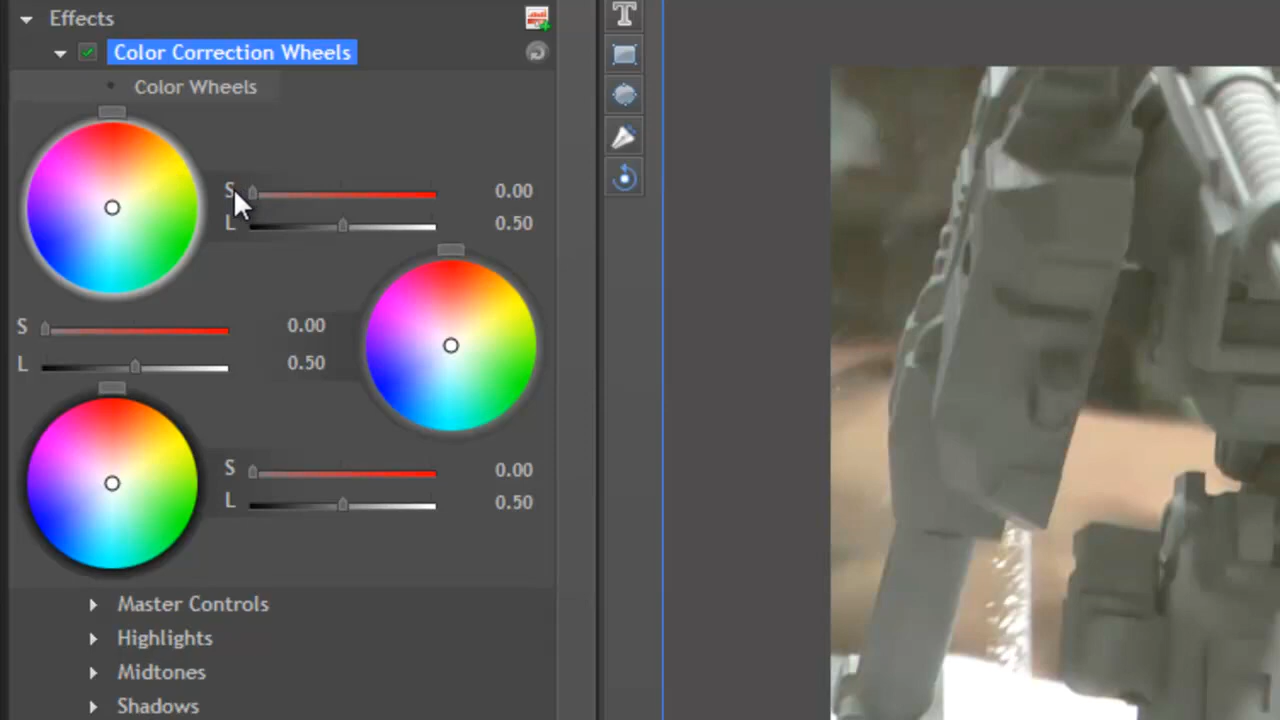 Effects
Color Correction Wheels
Color Wheels
S 0.00
L 0.50
S 0.00
L 0.50
S 0.00
L 0.50
Master Controls
Highlights
Midtones
Shadows
T